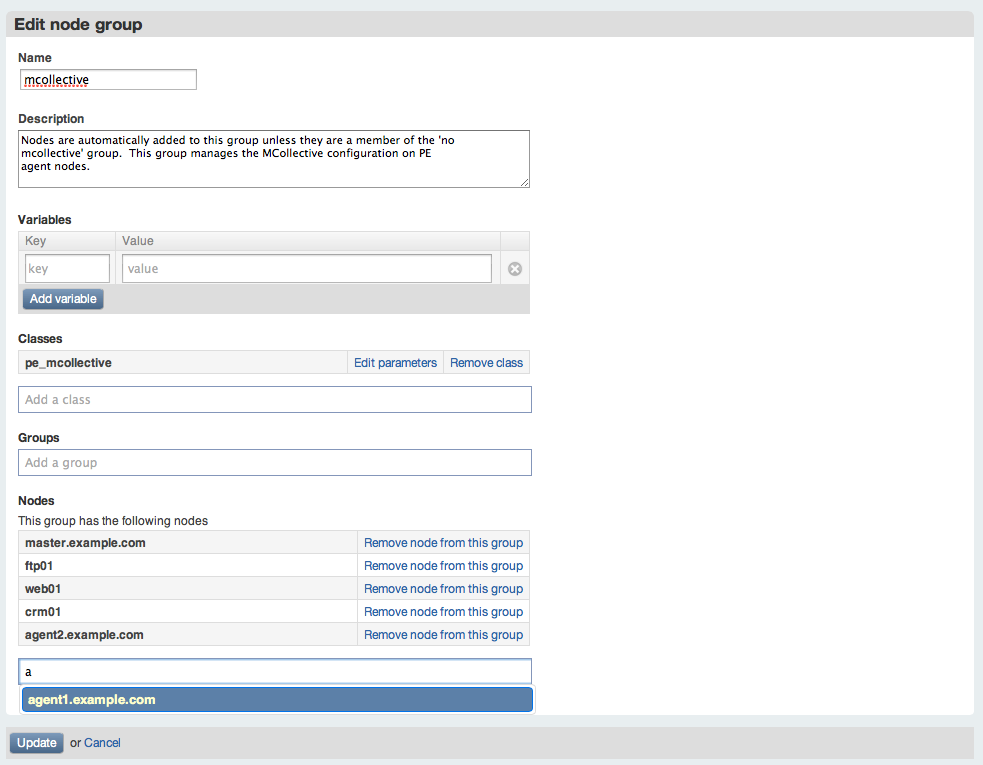 Edit node group
Name
mcollective
Description
Nodes are automatically added to this group unless they are a member of the 'no
mcollective' group.  This group manages the MCollective configuration on PE
agent nodes.
Variables
Key Value
key value
Add variable
Classes
pe_mcollective Edit parameters Remove class
Add a class
Groups
Add a group
Nodes
This group has the following nodes
master.example.com Remove node from this group
ftp01 Remove node from this group
web01 Remove node from this group
crm01 Remove node from this group
agent2.example.com Remove node from this group
a
agent1.example.com
Update or Cancel